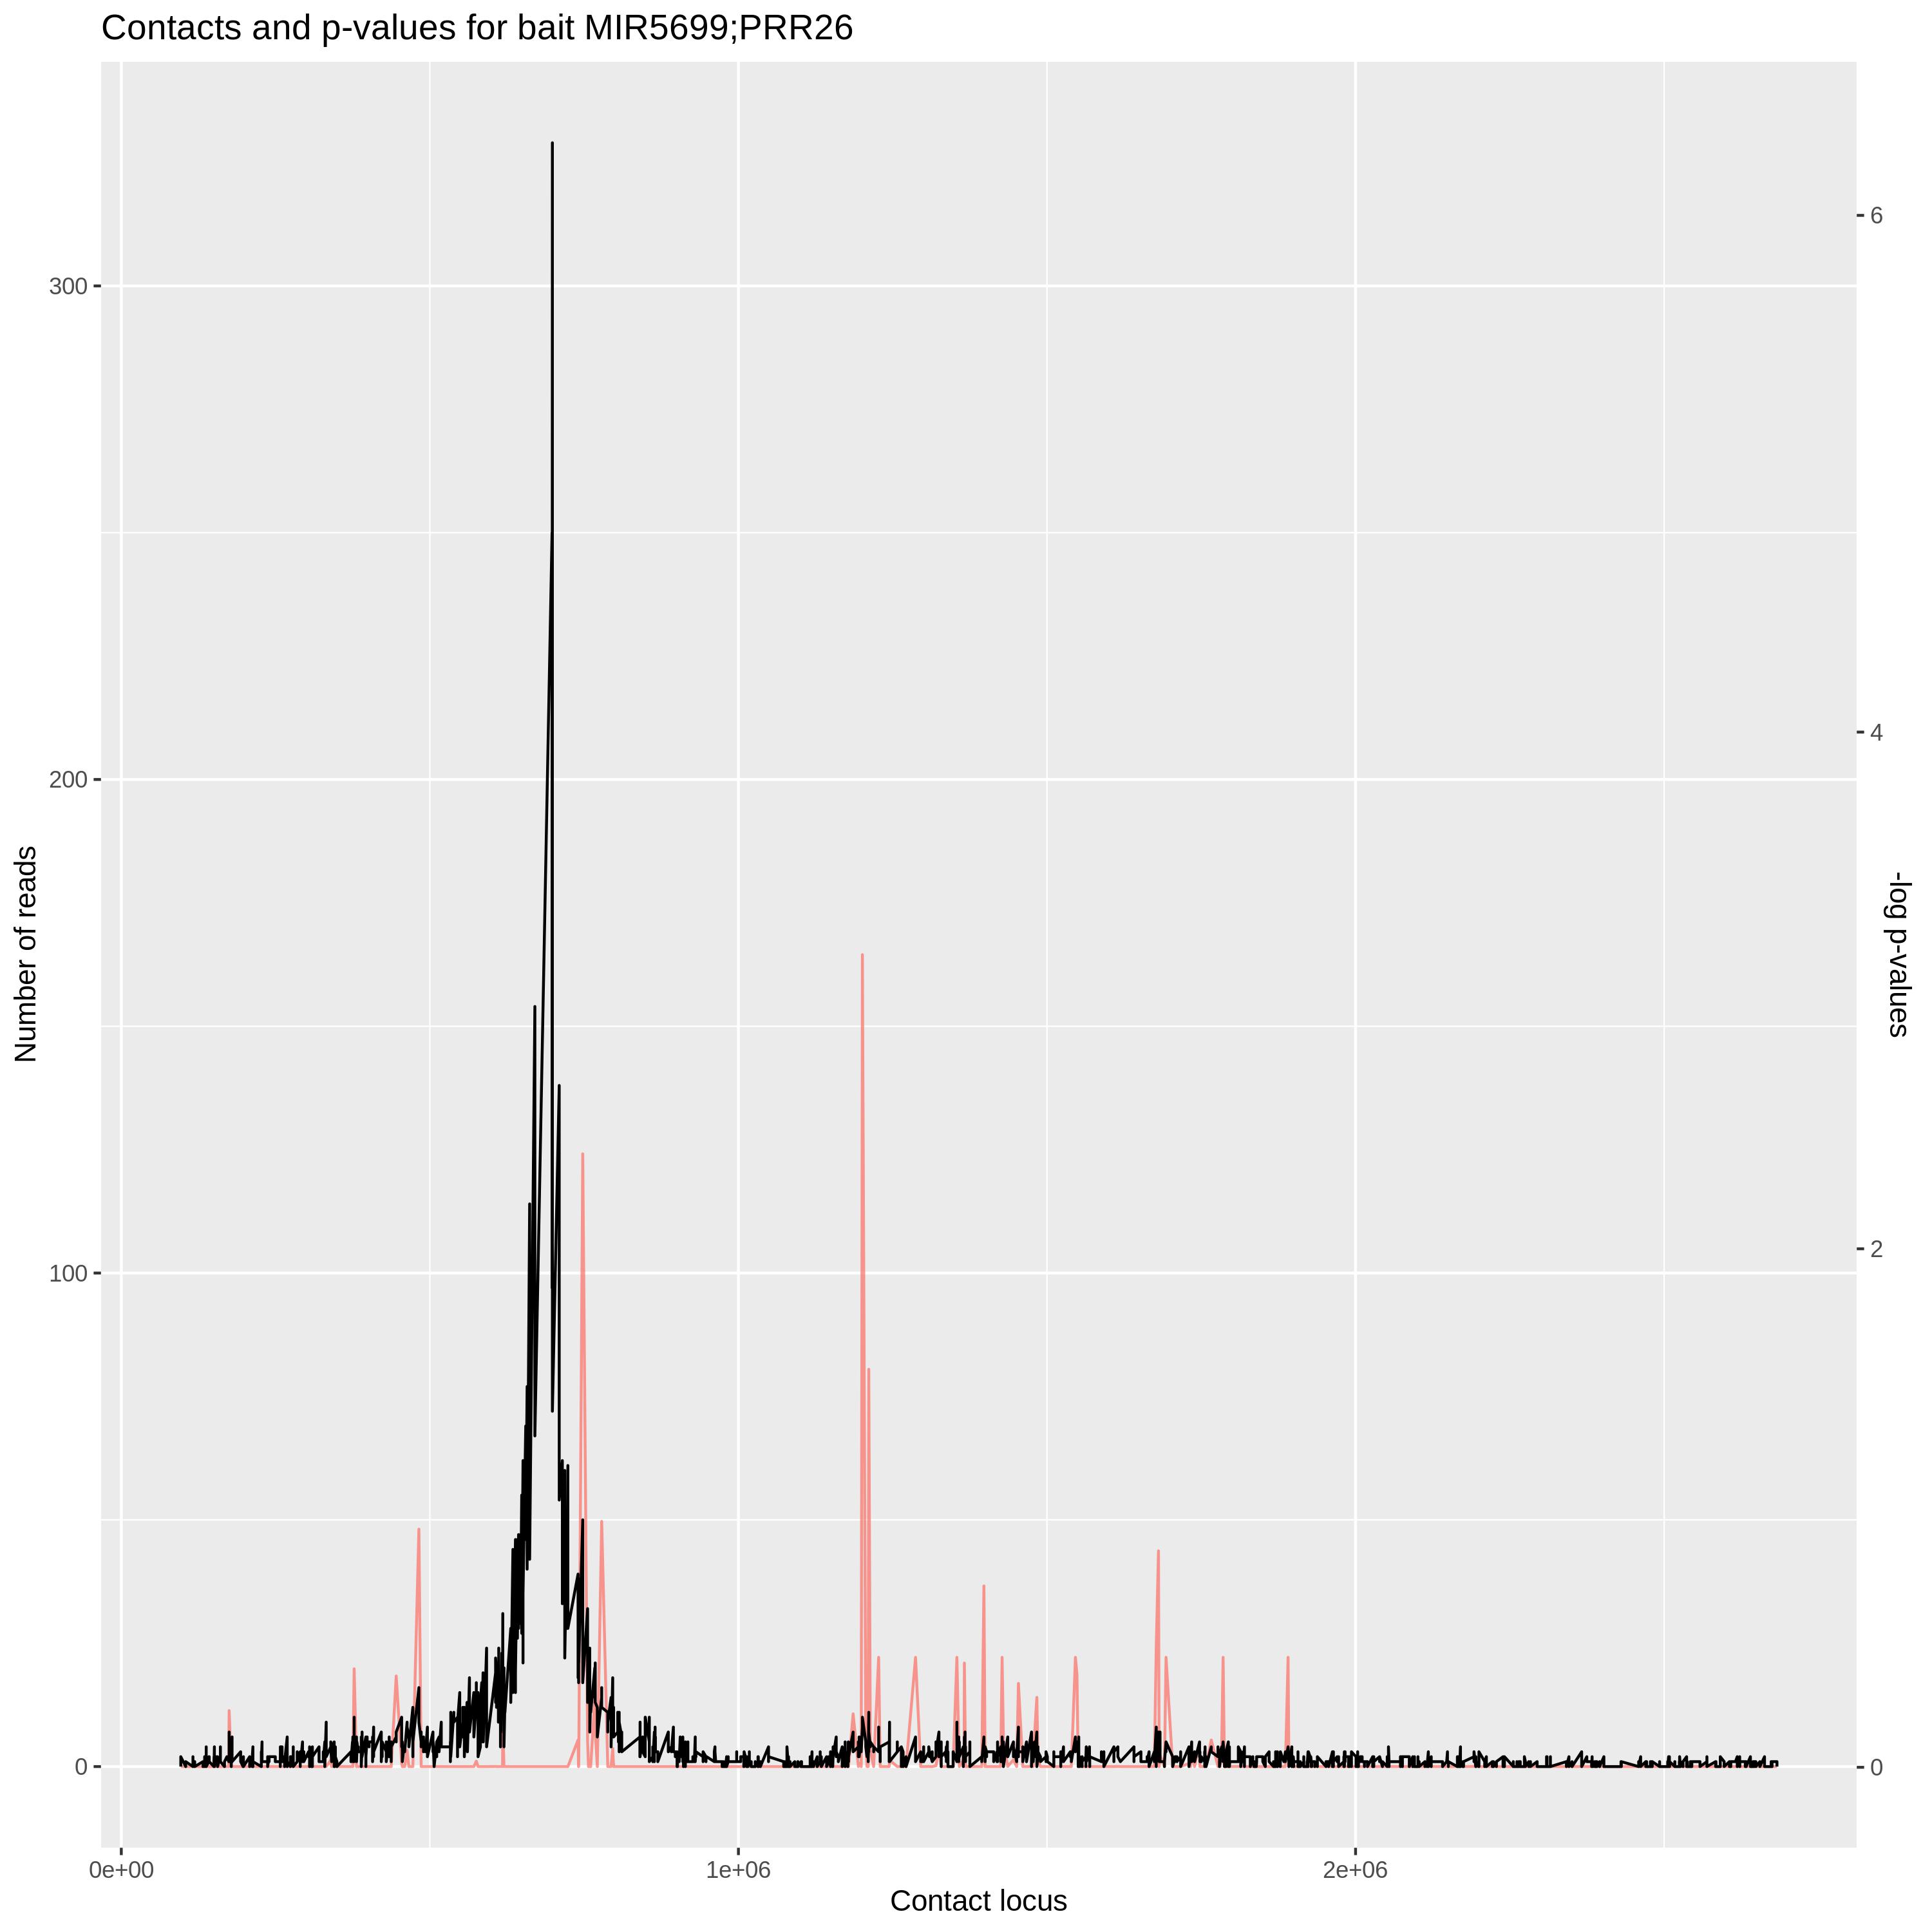 Contacts and p-values for bait MIR5699;PRR26
Number of reads
300
200
100
0
6
4
2
0
-log p-values
0e+00
1e+06
2e+06
Contact locus